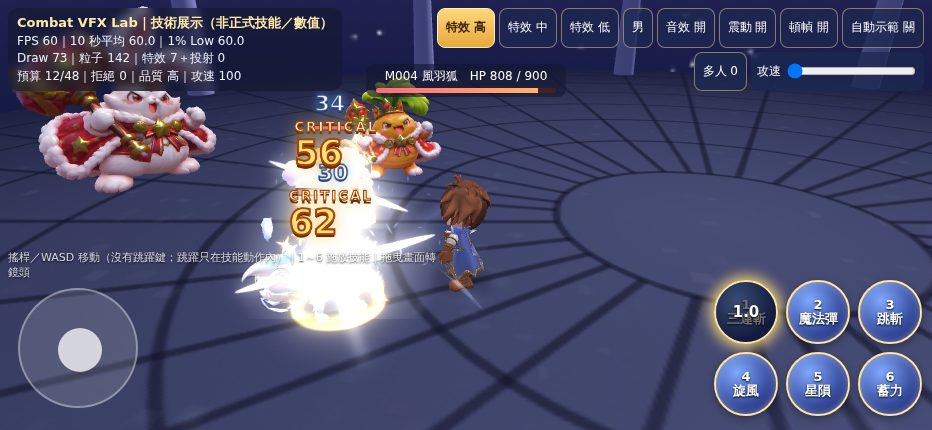 Combat VFX Lab | 技術展示（非正式技能／數值）
FPS 60 | 10 秒平均 60.0 | 1% Low 60.0
Draw 73 | 粒子 142 | 特效 7 + 投射 0
預算 12/48 | 拒絕 0 | 品質 高 | 攻速 100
特效 高
特效 中
特效 低
男
音效 開
震動 開
頓幀 開
自動示範 關
多人 0
攻速
M004 風羽狐 HP 808 / 900
34
CRITICAL
56
30
CRITICAL
62
搖桿／WASD 移動（沒有跳躍鍵；跳躍只在技能動作內） | 1～6 施放技能 | 拖曳畫面轉
鏡頭
1
1.0
三連斬
2
魔法彈
3
跳斬
4
旋風
5
星隕
6
蓄力